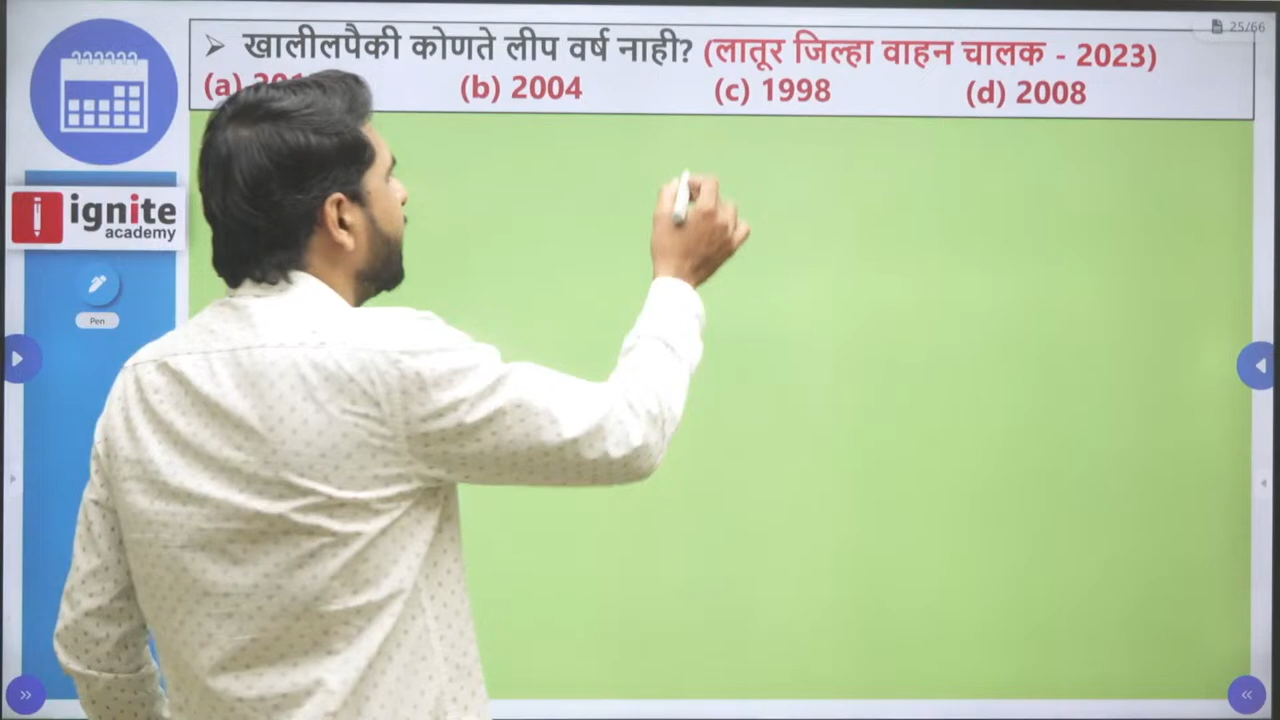 25/66
➤ खालीलपैकी कोणते लीप वर्ष नाही? (लातूर जिल्हा वाहन चालक - 2023)
(a) (b) 2004 (c) 1998 (d) 2008
ignite
academy
Pen